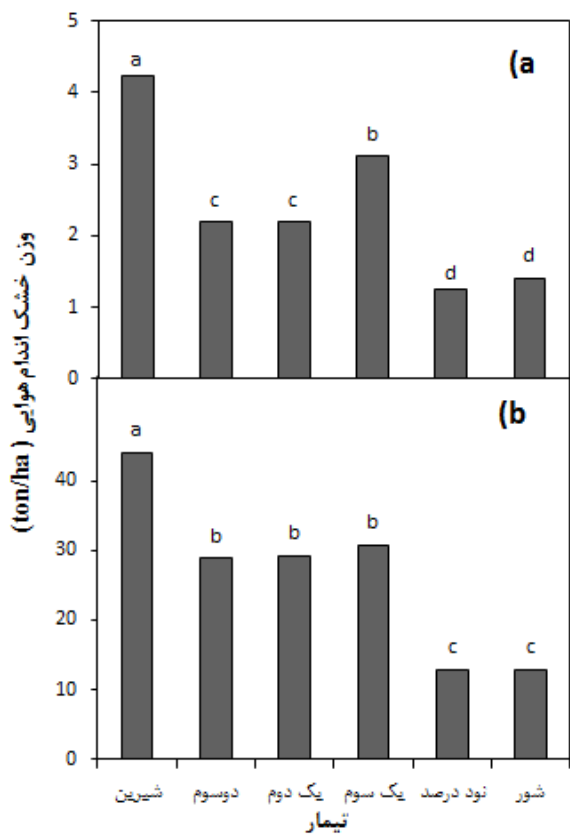 5
4
3
2
1
0
(a
a
c
c
b
d
d
وزن خشک اندام هوایی (ton/ha)
40
30
20
10
0
(b
a
b
b
b
c
c
شیرین
دوسوم
یک دوم
یک سوم
نود درصد
شور
تیمار